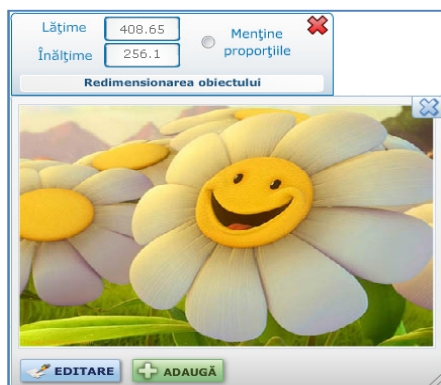 Lăţime 408.65
Menţine proporţiile
Înălţime 256.1
Redimensionarea obiectului
EDITARE ADAUGĂ